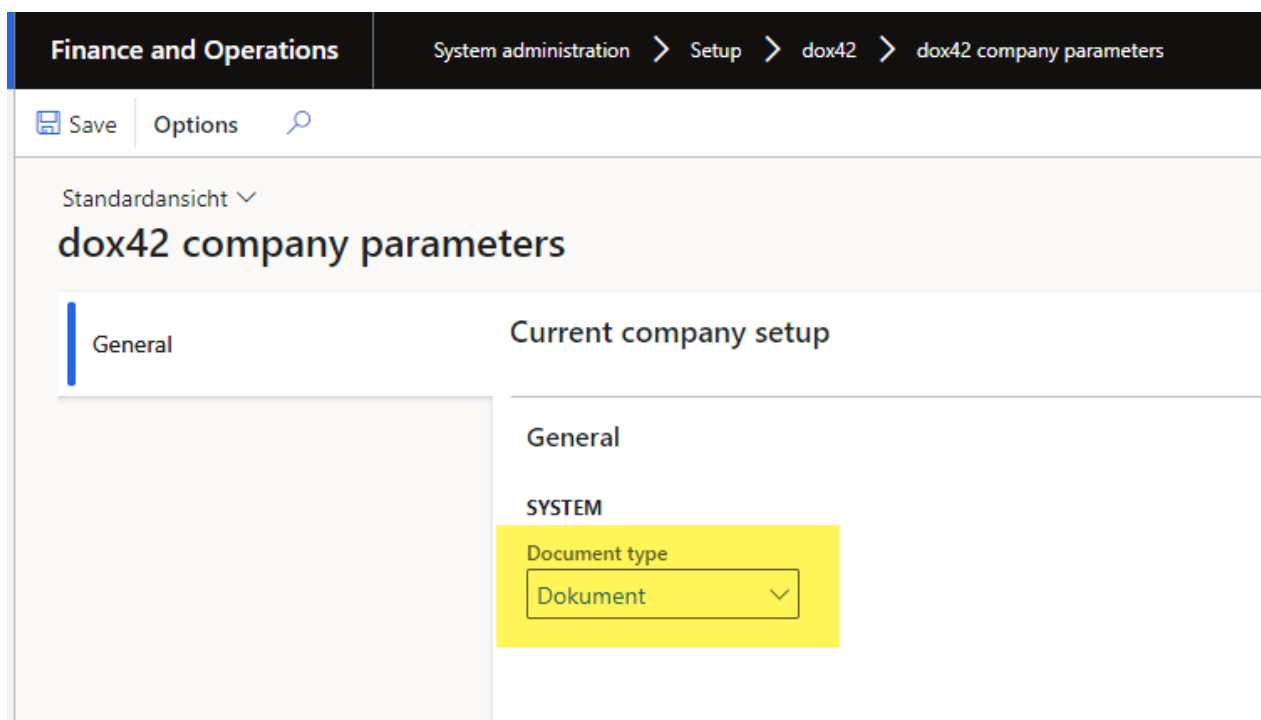 Finance and Operations System administration Setup dox42 dox42 company parameters
Save Options
Standardansicht
dox42 company parameters
General
Current company setup
General
SYSTEM
Document type
Dokument